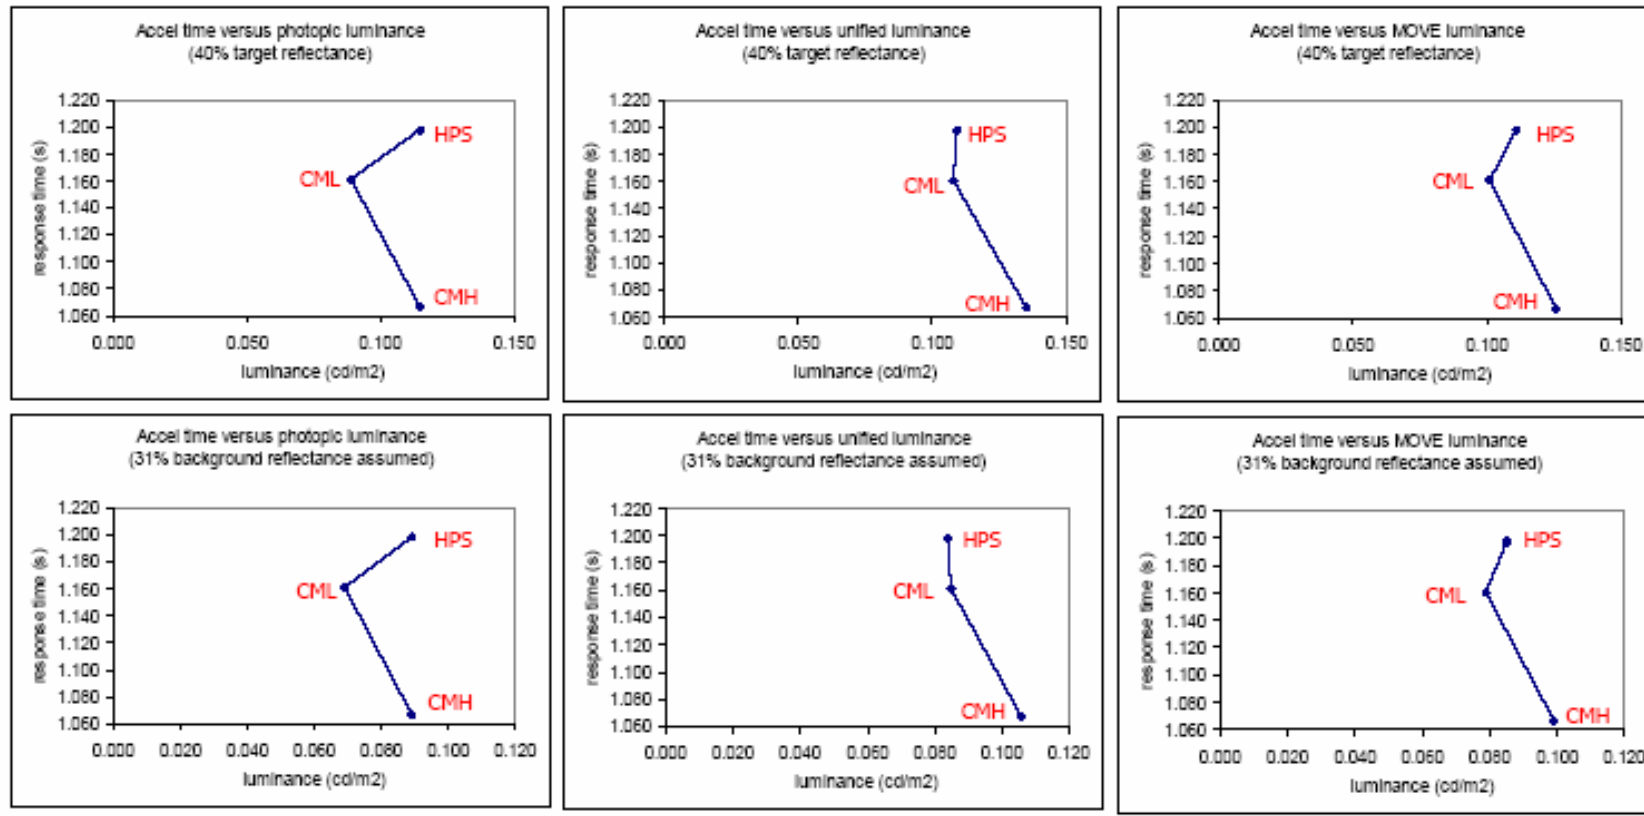 Accel time versus photopic luminance
(40% target reflectance)
response time (s)
1.220
1.200
1.180
1.160
1.140
1.120
1.100
1.080
1.060
HPS
CML
CMH
0.000 0.050 0.100 0.150
luminance (cd/m2)
Accel time versus unified luminance
(40% target reflectance)
response time (s)
1.220
1.200
1.180
1.160
1.140
1.120
1.100
1.080
1.060
HPS
CML
CMH
0.000 0.050 0.100 0.150
luminance (cd/m2)
Accel time versus MOVE luminance
(40% target reflectance)
response time (s)
1.220
1.200
1.180
1.160
1.140
1.120
1.100
1.080
1.060
HPS
CML
CMH
0.000 0.050 0.100 0.150
luminance (cd/m2)
Accel time versus photopic luminance
(31% background reflectance assumed)
response time (s)
1.220
1.200
1.180
1.160
1.140
1.120
1.100
1.080
1.060
HPS
CML
CMH
0.000 0.020 0.040 0.060 0.080 0.100 0.120
luminance (cd/m2)
Accel time versus unified luminance
(31% background reflectance assumed)
response time (s)
1.220
1.200
1.180
1.160
1.140
1.120
1.100
1.080
1.060
HPS
CML
CMH
0.000 0.020 0.040 0.060 0.080 0.100 0.120
luminance (cd/m2)
Accel time versus MOVE luminance
(31% background reflectance assumed)
response time (s)
1.220
1.200
1.180
1.160
1.140
1.120
1.100
1.080
1.060
HPS
CML
CMH
0.000 0.020 0.040 0.060 0.080 0.100 0.120
luminance (cd/m2)